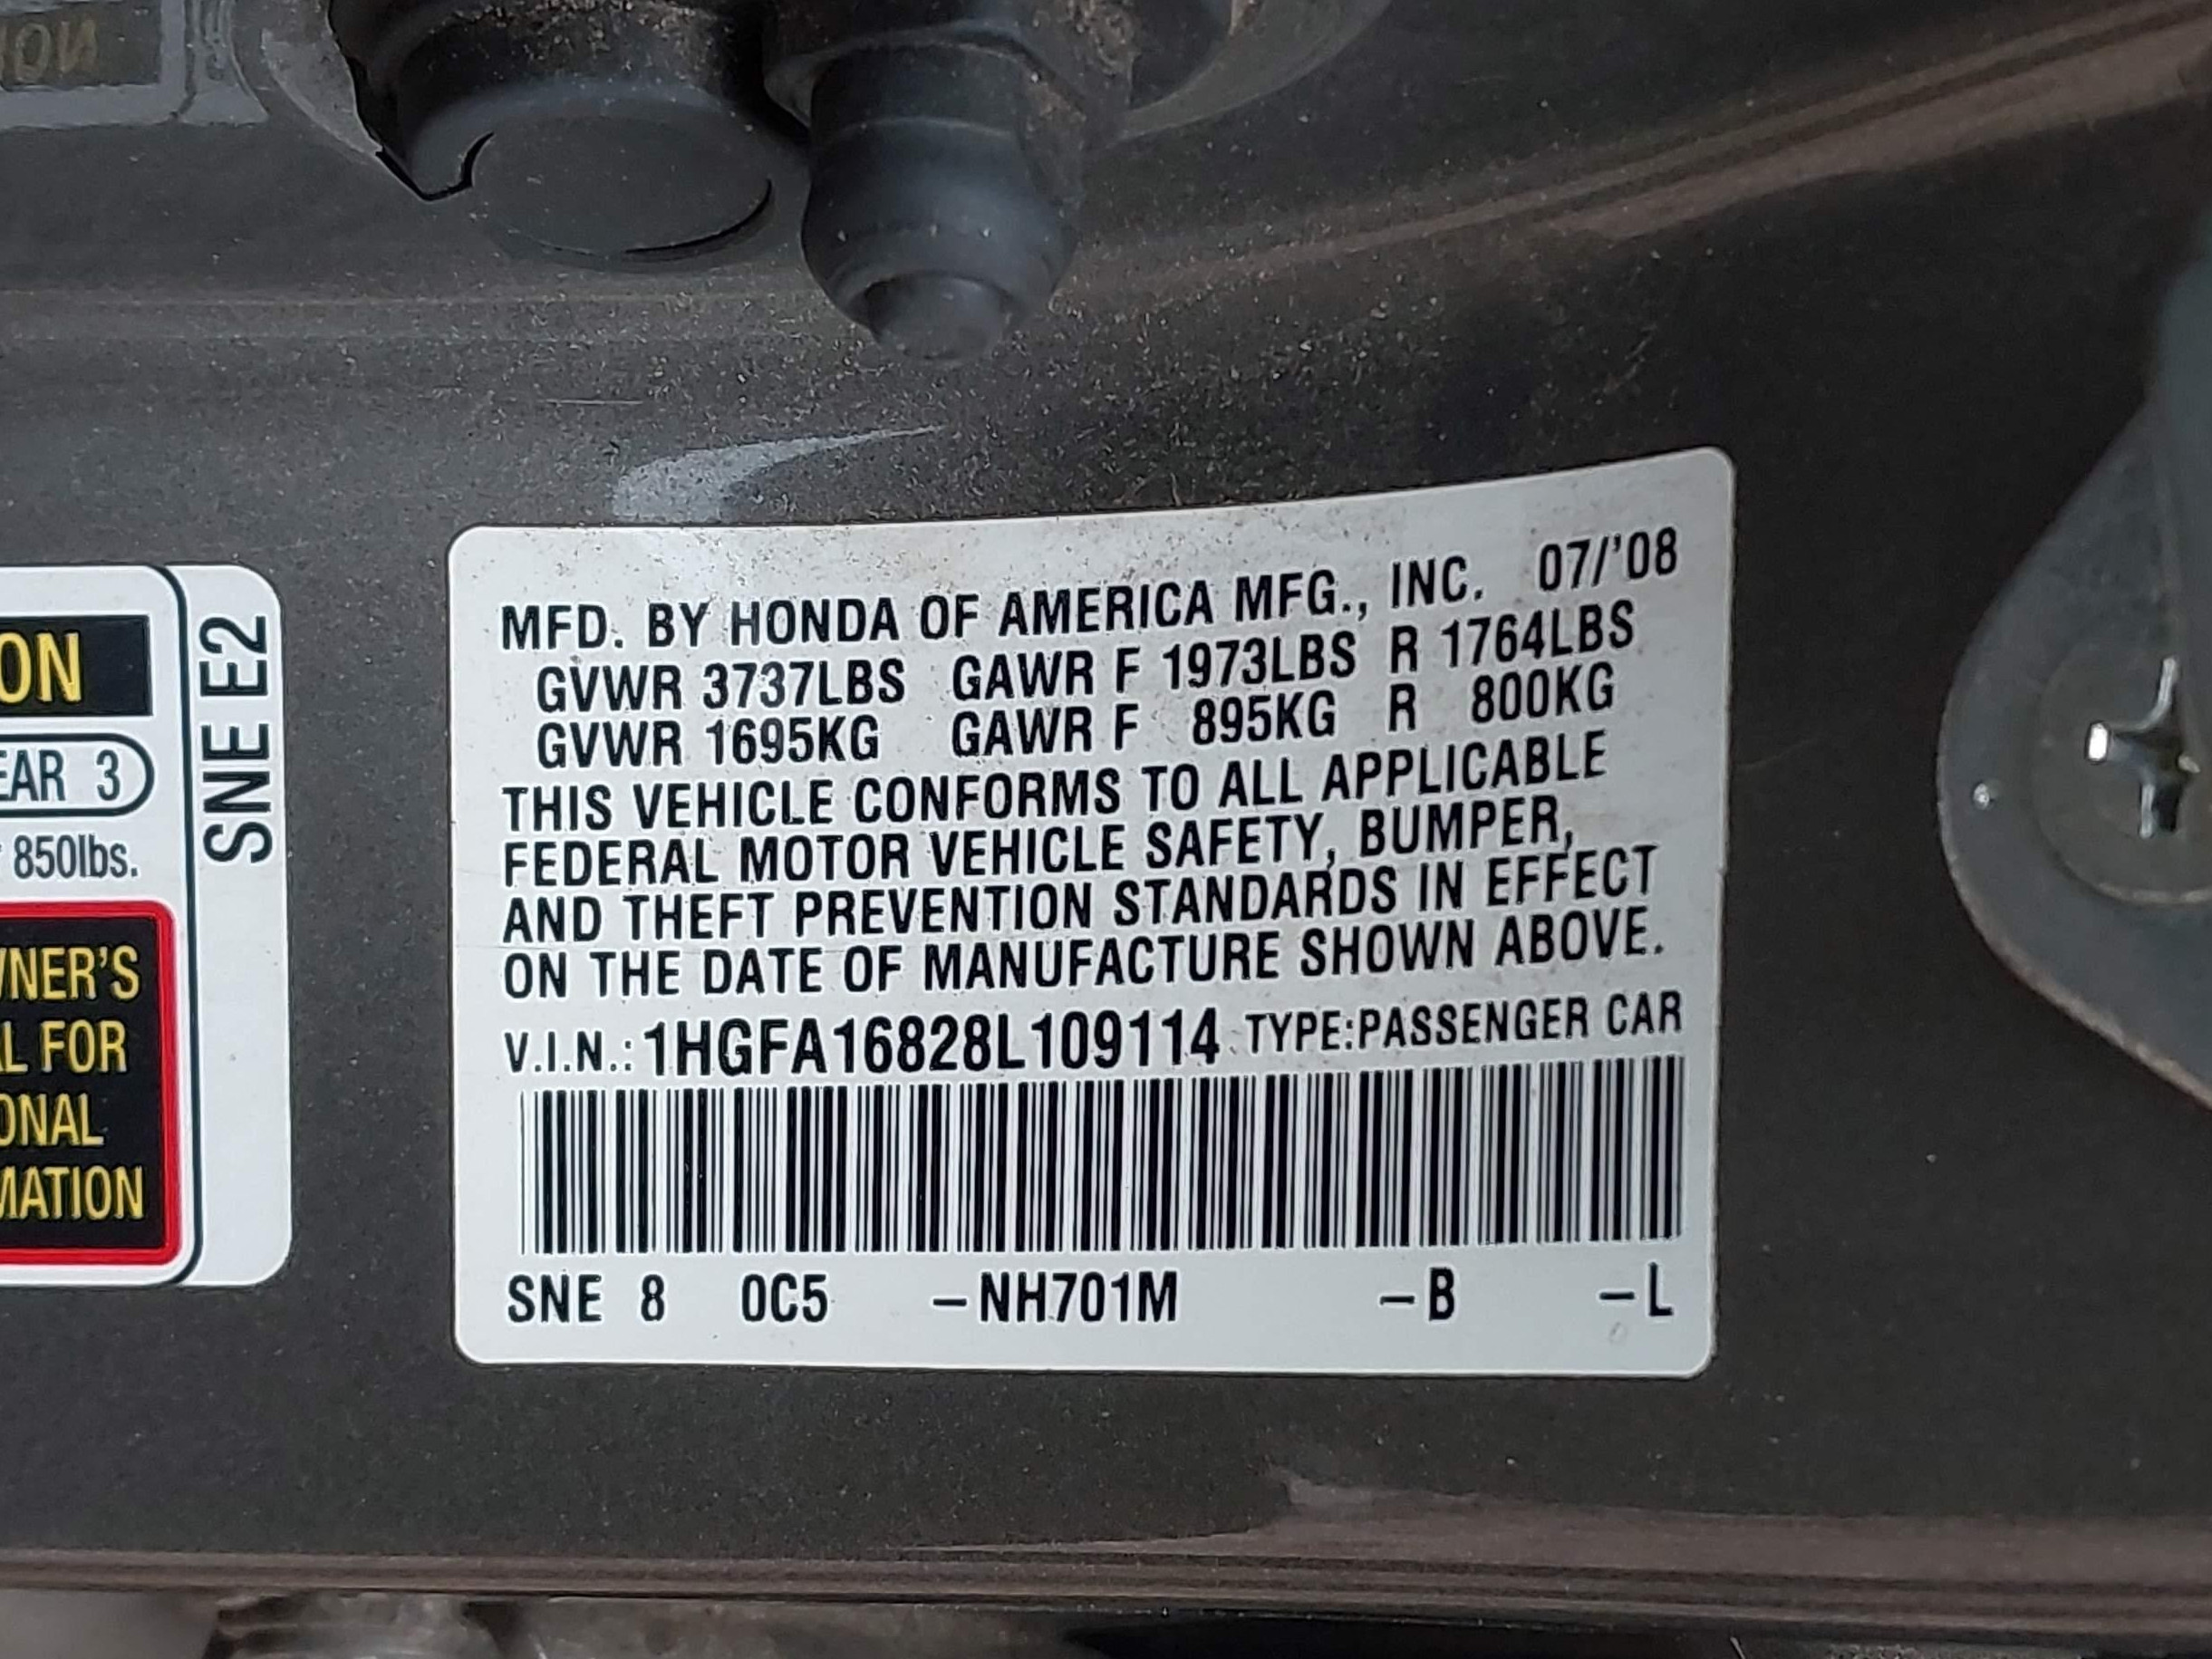 ON
EAR 3
850lbs.
WNER'S
AL FOR
ONAL
MATION
SNE E2
MFD. BY HONDA OF AMERICA MFG., INC. 07/'08
GVWR 3737LBS GAWR F 1973LBS R 1764LBS
GVWR 1695KG GAWR F 895KG R 800KG
THIS VEHICLE CONFORMS TO ALL APPLICABLE
FEDERAL MOTOR VEHICLE SAFETY, BUMPER,
AND THEFT PREVENTION STANDARDS IN EFFECT
ON THE DATE OF MANUFACTURE SHOWN ABOVE.
V.I.N.: 1HGFA16828L109114 TYPE:PASSENGER CAR
SNE 8 0C5 -NH701M -B -L